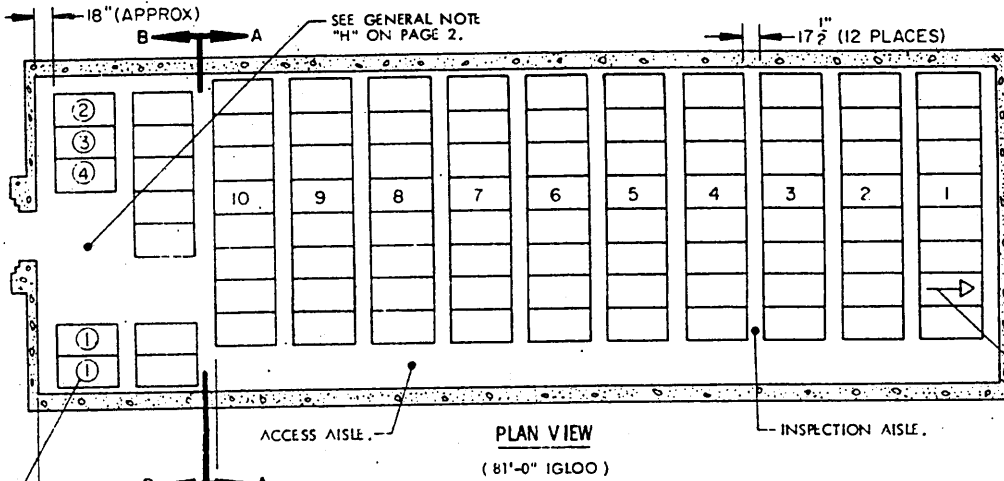 18"(APPROX)
B A
SEE GENERAL NOTE
"H" ON PAGE 2.
17 1/2" (12 PLACES)
2
3
4
10 9 8 7 6 5 4 3 2 1
1
1
ACCESS AISLE.
PLAN VIEW
(81'-0" IGLOO)
INSPECTION AISLE.